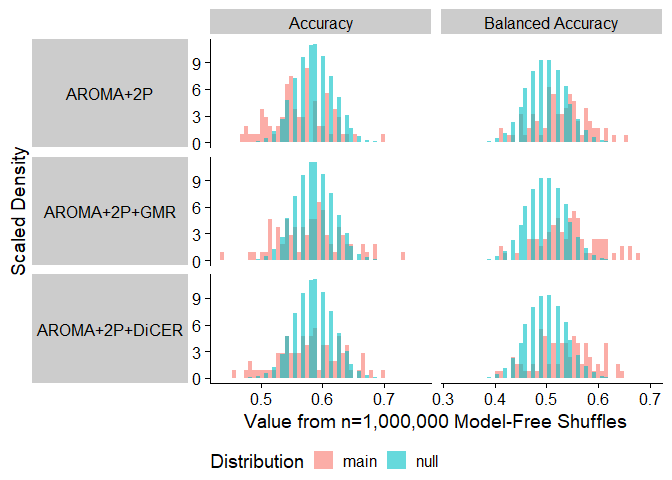 Accuracy
Balanced Accuracy
Scaled Density
AROMA+2P
9
6
3
0
AROMA+2P+GMR
9
6
3
0
AROMA+2P+DiCER
9
6
3
0
0.5 0.6 0.7
0.3 0.4 0.5 0.6 0.7
Value from n=1,000,000 Model-Free Shuffles
Distribution main null